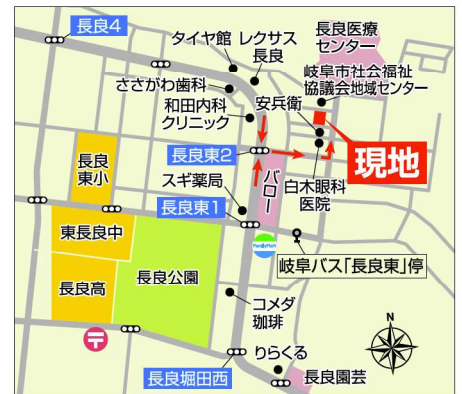 長良4
タイヤ館
レクサス
長良
長良医療
センター
ささがわ歯科
岐阜市社会福祉
協議会地域センター
和田内科
クリニック
安兵衛
長良
東小
長良東2
現地
バロー
白木眼科
医院
スギ薬局
長良東1
東長良中
FamilyMart
岐阜バス「長良東」停
長良高
長良公園
コメダ
珈琲
N
〒
りらくる
長良堀田西
長良園芸